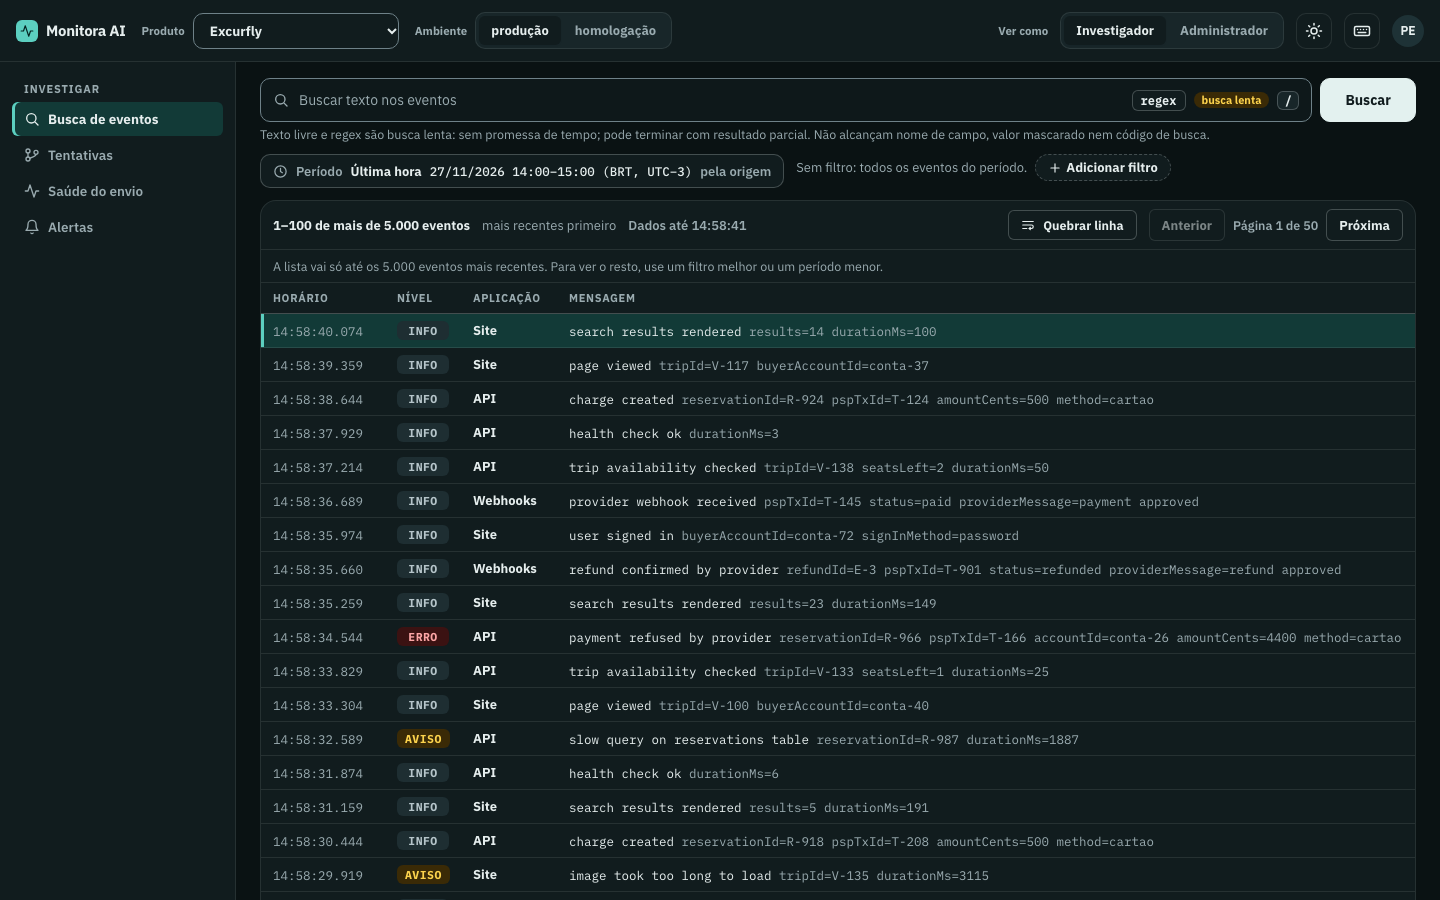 Monitora AI Produto Excurfly Ambiente produção homologação Ver como Investigador Administrador PE
INVESTIGAR
Busca de eventos
Tentativas
Saúde do envio
Alertas
Buscar texto nos eventos regex busca lenta / Buscar
Texto livre e regex são busca lenta: sem promessa de tempo; pode terminar com resultado parcial. Não alcançam nome de campo, valor mascarado nem código de busca.
Período Última hora 27/11/2026 14:00–15:00 (BRT, UTC−3) pela origem Sem filtro: todos os eventos do período. + Adicionar filtro
1–100 de mais de 5.000 eventos mais recentes primeiro Dados até 14:58:41 Quebrar linha Anterior Página 1 de 50 Próxima
A lista vai só até os 5.000 eventos mais recentes. Para ver o resto, use um filtro melhor ou um período menor.
HORÁRIO NÍVEL APLICAÇÃO MENSAGEM
14:58:40.074 INFO Site search results rendered results=14 durationMs=100
14:58:39.359 INFO Site page viewed tripId=V-117 buyerAccountId=conta-37
14:58:38.644 INFO API charge created reservationId=R-924 pspTxId=T-124 amountCents=500 method=cartao
14:58:37.929 INFO API health check ok durationMs=3
14:58:37.214 INFO API trip availability checked tripId=V-138 seatsLeft=2 durationMs=50
14:58:36.689 INFO Webhooks provider webhook received pspTxId=T-145 status=paid providerMessage=payment approved
14:58:35.974 INFO Site user signed in buyerAccountId=conta-72 signInMethod=password
14:58:35.660 INFO Webhooks refund confirmed by provider refundId=E-3 pspTxId=T-901 status=refunded providerMessage=refund approved
14:58:35.259 INFO Site search results rendered results=23 durationMs=149
14:58:34.544 ERRO API payment refused by provider reservationId=R-966 pspTxId=T-166 accountId=conta-26 amountCents=4400 method=cartao
14:58:33.829 INFO API trip availability checked tripId=V-133 seatsLeft=1 durationMs=25
14:58:33.304 INFO Site page viewed tripId=V-100 buyerAccountId=conta-40
14:58:32.589 AVISO API slow query on reservations table reservationId=R-987 durationMs=1887
14:58:31.874 INFO API health check ok durationMs=6
14:58:31.159 INFO Site search results rendered results=5 durationMs=191
14:58:30.444 INFO API charge created reservationId=R-918 pspTxId=T-208 amountCents=500 method=cartao
14:58:29.919 AVISO Site image took too long to load tripId=V-135 durationMs=3115